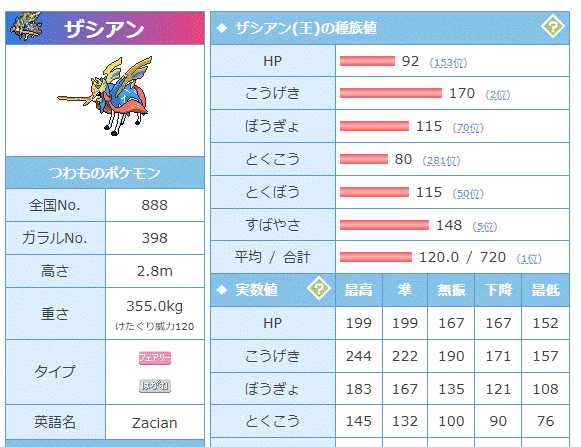 ザシアン
つわものポケモン
全国No. 888
ガラルNo. 398
高さ 2.8m
重さ 355.0kg
けたぐり威力120
タイプ フェアリー
はがね
英語名 Zacian
◆ ザシアン(王)の種族値 ?
HP 92 (153位)
こうげき 170 (2位)
ぼうぎょ 115 (70位)
とくこう 80 (281位)
とくぼう 115 (50位)
すばやさ 148 (5位)
平均 / 合計 120.0 / 720 (1位)
◆ 実数値 ? 最高 準 無振 下降 最低
HP 199 199 167 167 152
こうげき 244 222 190 171 157
ぼうぎょ 183 167 135 121 108
とくこう 145 132 100 90 76